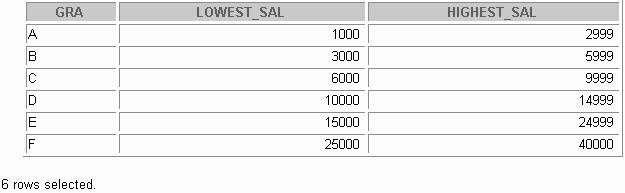 GRA LOWEST_SAL HIGHEST_SAL
A 1000 2999
B 3000 5999
C 6000 9999
D 10000 14999
E 15000 24999
F 25000 40000
6 rows selected.